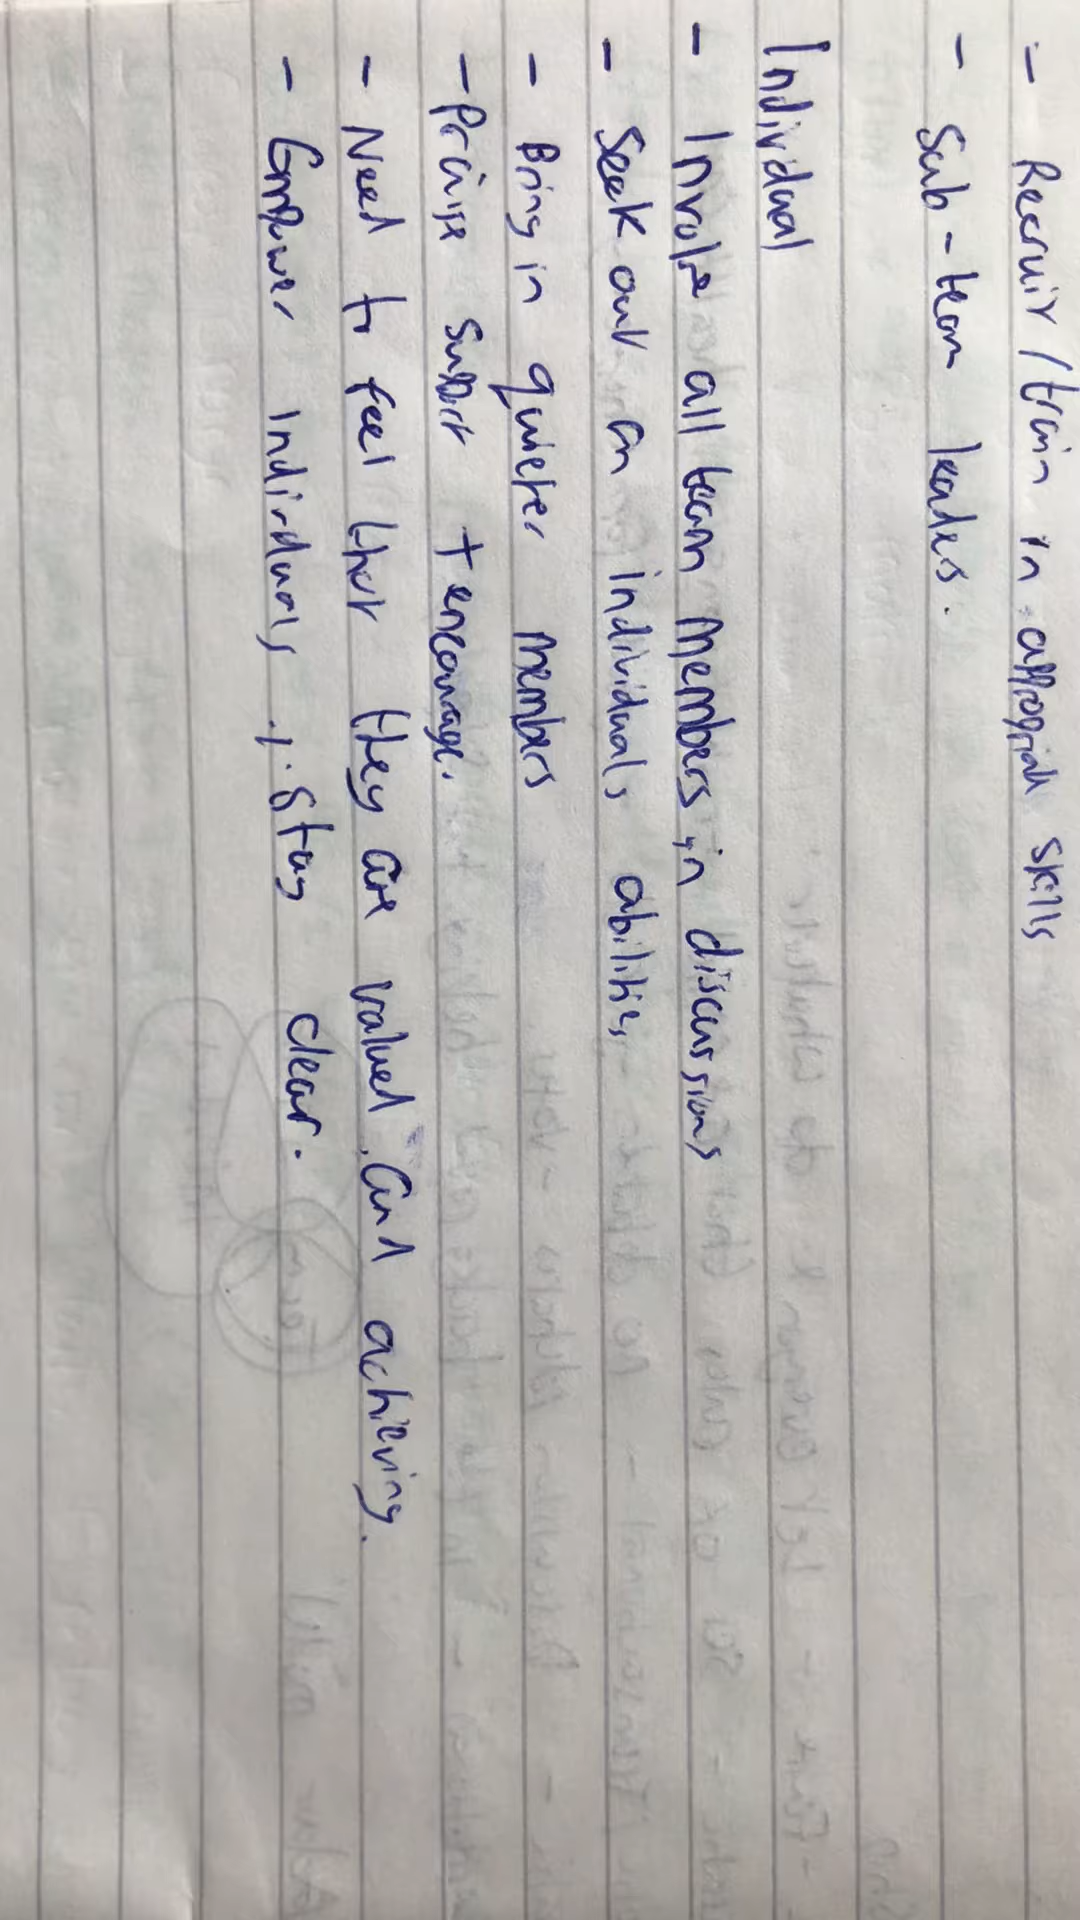 - Recruit/train in appropriate skills
- Sub-team leaders.
Individual
- Involve all team members in discussions
- Seek out an individuals abilities
- Bring in quieter members
- Praise support + encourage.
- Need to feel that they are valued and achieving.
- Empower individuals, stay clear.